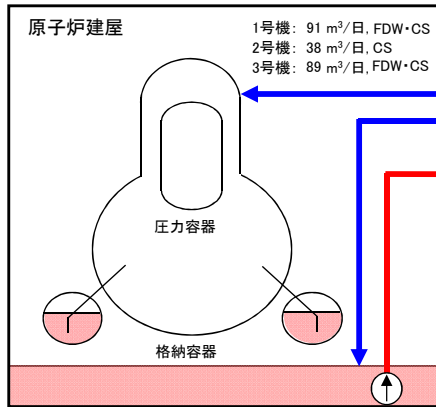 原子炉建屋
1号機: 91 m³/日, FDW・CS
2号機: 38 m³/日, CS
3号機: 89 m³/日, FDW・CS
圧力容器
格納容器